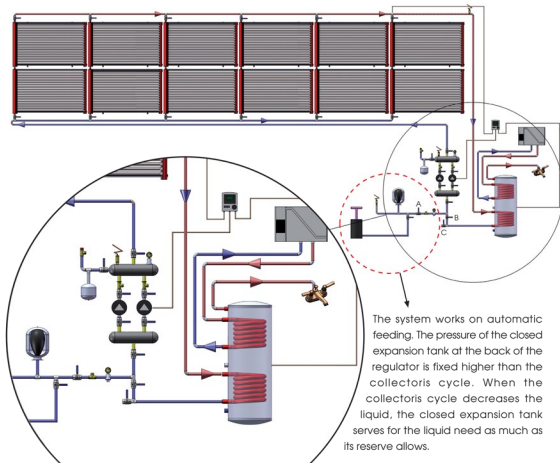 A
B
C
The system works on automatic
feeding. The pressure of the closed
expansion tank at the back of the
regulator is fixed higher than the
collectoris cycle. When the
collectoris cycle decreases the
liquid, the closed expansion tank
serves for the liquid need as much as
its reserve allows.